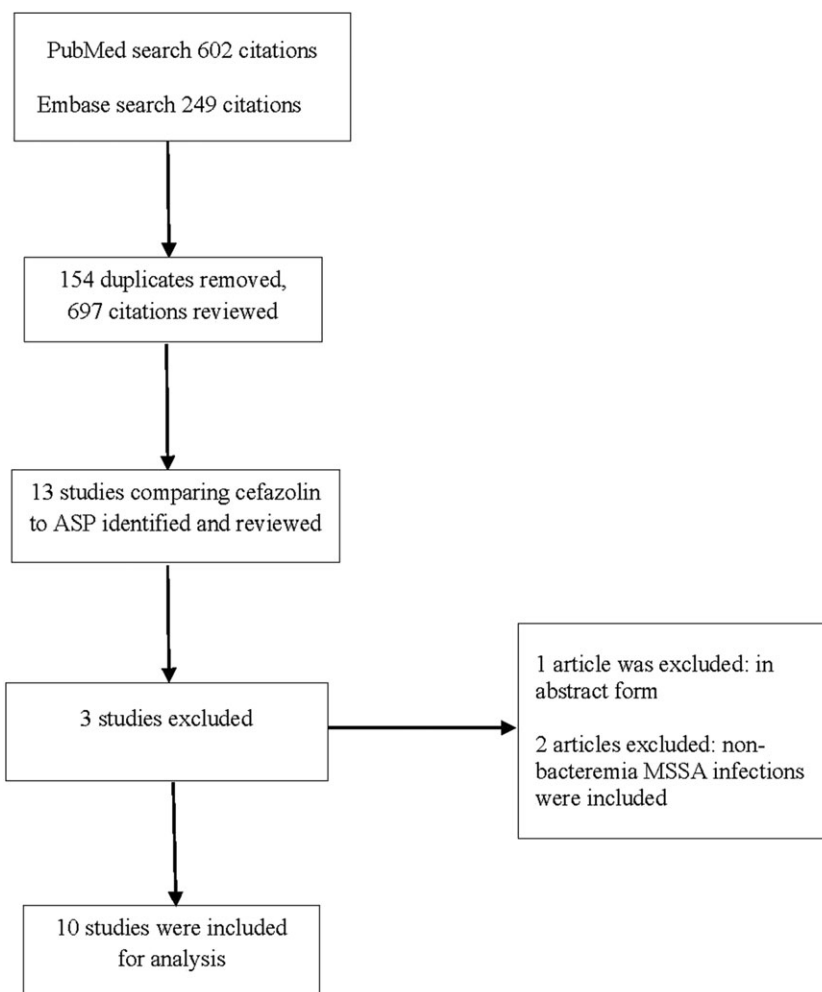 PubMed search 602 citations
Embase search 249 citations
154 duplicates removed,
697 citations reviewed
13 studies comparing cefazolin
to ASP identified and reviewed
3 studies excluded
1 article was excluded: in
abstract form
2 articles excluded: non-
bacteremia MSSA infections
were included
10 studies were included
for analysis